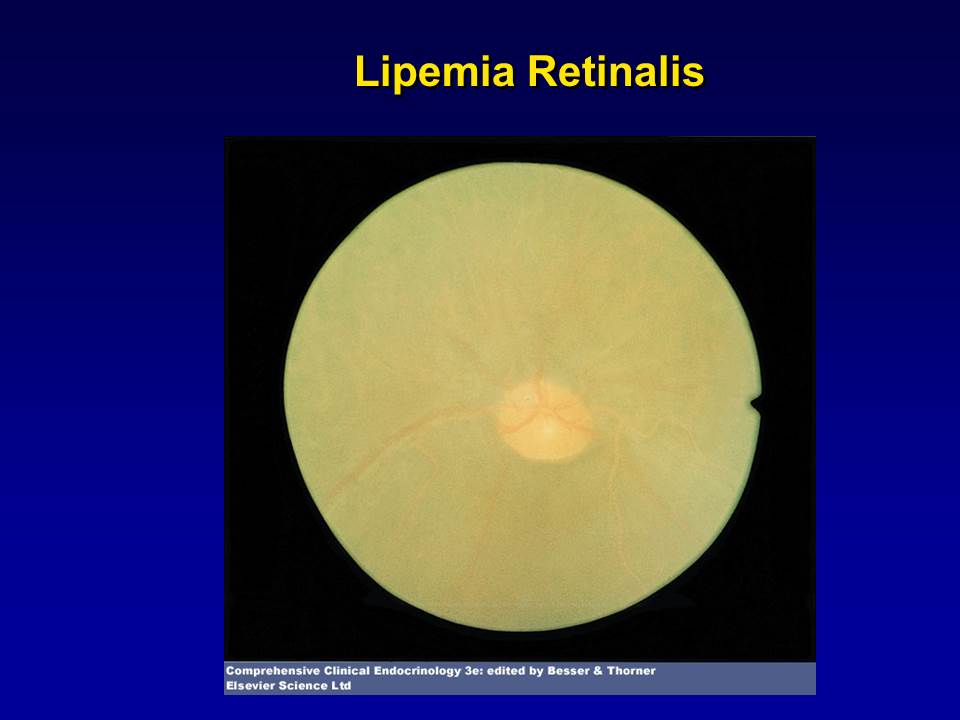 Lipemia Retinalis
Comprehensive Clinical Endocrinology 3e: edited by Besser & Thorner
Elsevier Science Ltd